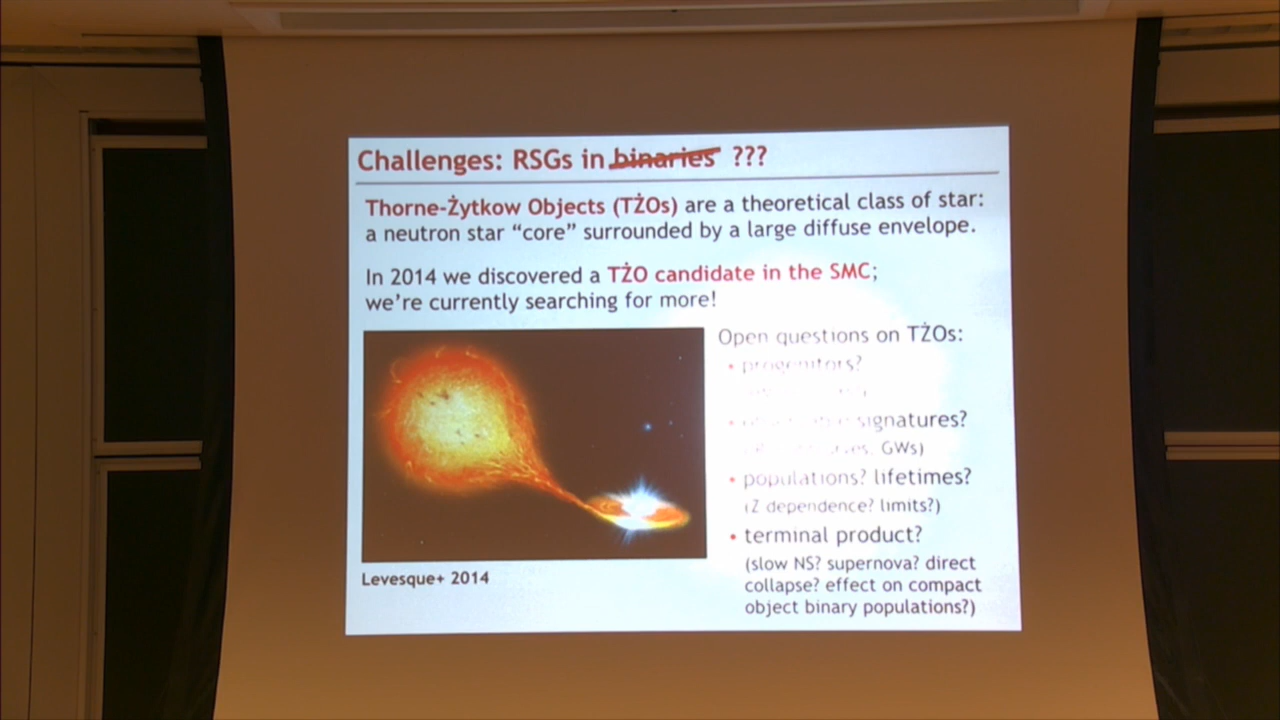 Challenges: RSGs in binaries ???
Thorne-Żytkow Objects (TŻOs) are a theoretical class of star:
a neutron star “core” surrounded by a large diffuse envelope.
In 2014 we discovered a TŻO candidate in the SMC;
we’re currently searching for more!
Open questions on TŻOs:
• progenitors?
• signatures?
GWs)
• populations? lifetimes?
(Z dependence? limits?)
• terminal product?
(slow NS? supernova? direct
collapse? effect on compact
object binary populations?)
Levesque+ 2014